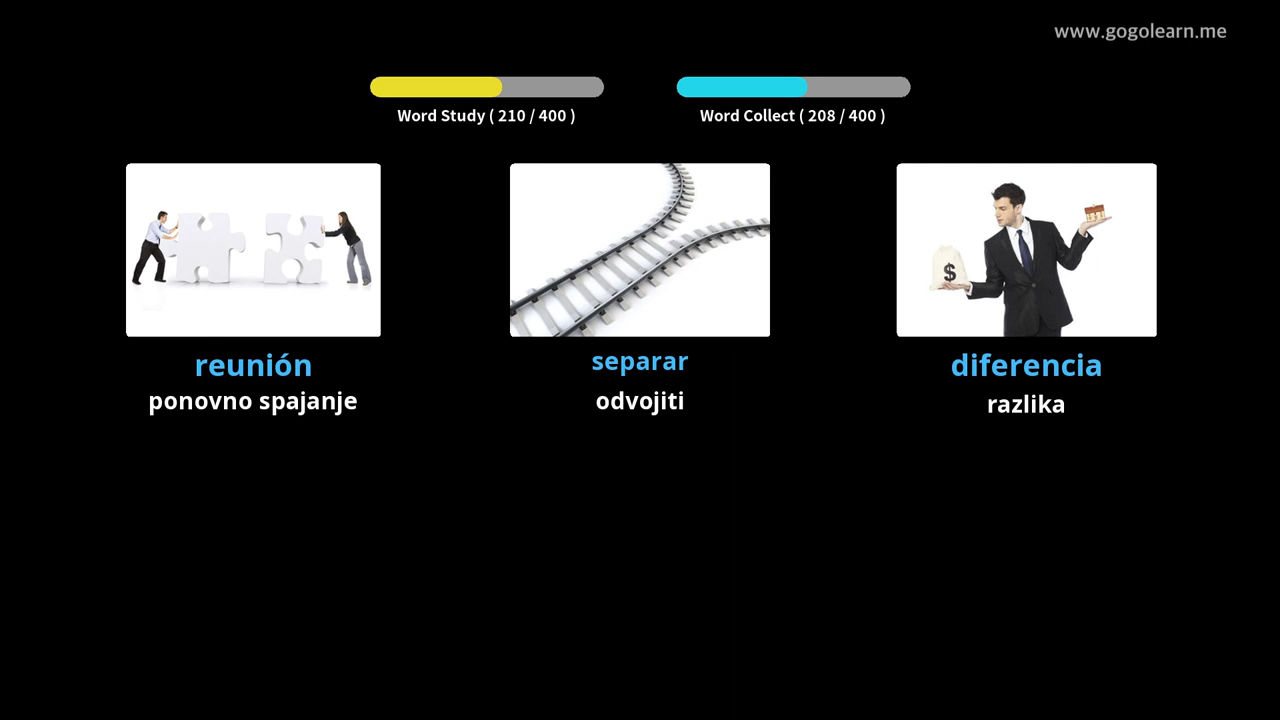 www.gogolearn.me
Word Study ( 210 / 400 )
Word Collect ( 208 / 400 )
$
reunión
separar
diferencia
ponovno spajanje
odvojiti
razlika